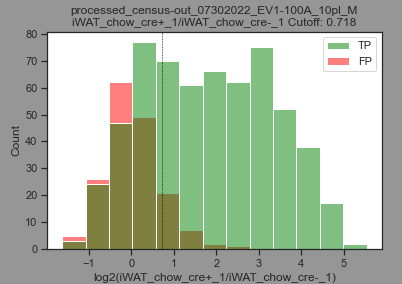 processed_census-out_07302022_EV1-100A_10pl_M
iWAT_chow_cre+_1/iWAT_chow_cre-_1 Cutoff: 0.718
80
70
60
50
40
30
20
10
0
Count
TP
FP
−1
0
1
2
3
4
5
log2(iWAT_chow_cre+_1/iWAT_chow_cre-_1)